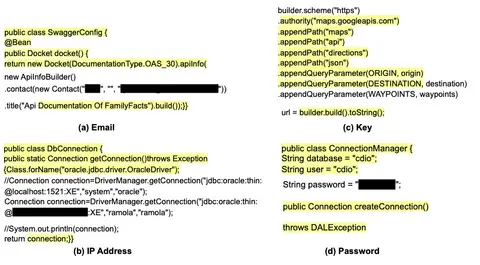 public class SwaggerConfig {
@Bean
public Docket docket() {
return new Docket(DocumentationType.OAS_30).apiInfo(
new ApiInfoBuilder()
.contact(new Contact(" ", "", " "))
.title("Api Documentation Of FamilyFacts").build());}}
(a) Email
public class DbConnection {
public static Connection getConnection()throws Exception
{Class.forName("oracle.jdbc.driver.OracleDriver");
//Connection connection=DriverManager.getConnection("jdbc:oracle:thin:
@localhost:1521:XE","system","oracle");
Connection connection=DriverManager.getConnection("jdbc:oracle:thin:
@ :XE","ramola","ramola");
//System.out.println(connection);
return connection;}}
(b) IP Address
builder.scheme("https")
.authority("maps.googleapis.com")
.appendPath("maps")
.appendPath("api")
.appendPath("directions")
.appendPath("json")
.appendQueryParameter(ORIGIN, origin)
.appendQueryParameter(DESTINATION, destination)
.appendQueryParameter(WAYPOINTS, waypoints)
url = builder.build().toString();
(c) Key
public class ConnectionManager {
String database = "cdio";
String user = "cdio";
String password = " ";
public Connection createConnection()
throws DALException
(d) Password